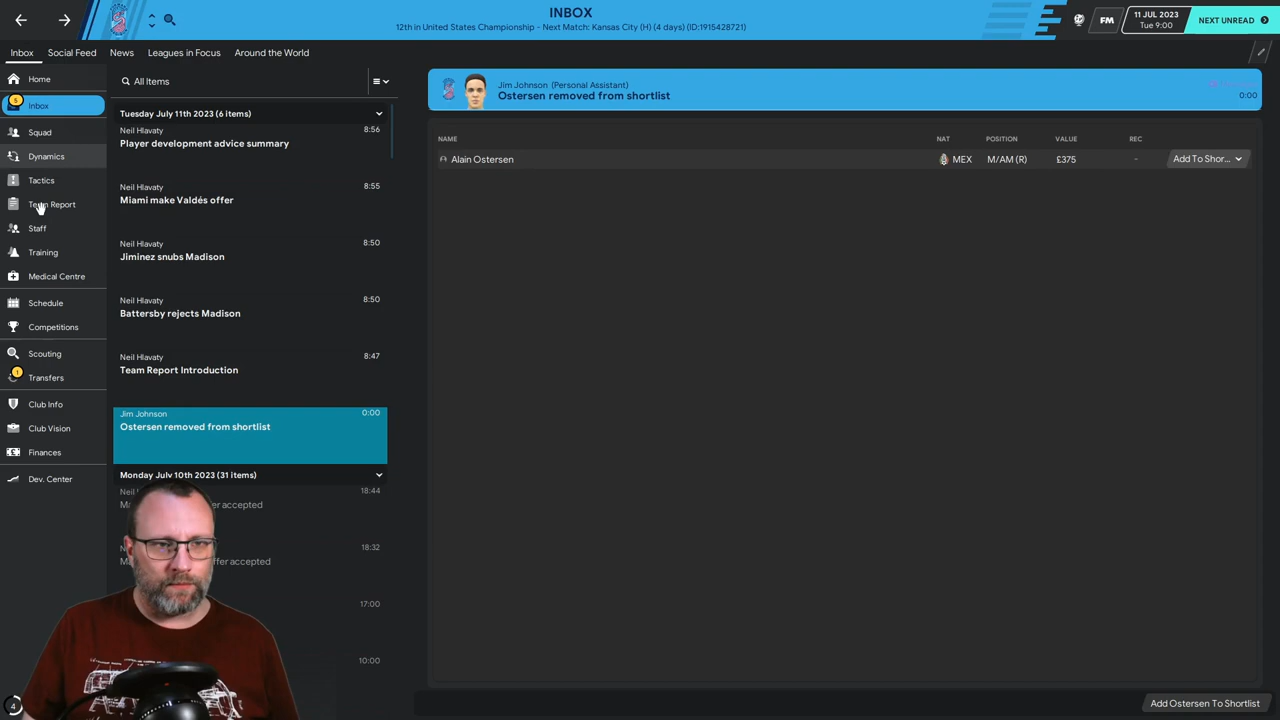 INBOX
12th in United States Championship - Next Match: Kansas City (H) (4 days) (ID:1915428712)
FM
11 JUL 2023
Tue 9:00
NEXT UNREAD
Inbox
Social Feed
News
Leagues in Focus
Around the World
Home
5
Inbox
Squad
Dynamics
Tactics
Team Report
Staff
Training
Medical Centre
Schedule
Competitions
Scouting
1
Transfers
Club Info
Club Vision
Finances
Dev. Center
4
All Items
Tuesday July 11th 2023 (6 items)
Neil Hlavaty 8:56
Player development advice summary
Neil Hlavaty 8:55
Miami make Valdés offer
Neil Hlavaty 8:50
Jiminez snubs Madison
Neil Hlavaty 8:50
Battersby rejects Madison
Neil Hlavaty 8:47
Team Report Introduction
Jim Johnson 0:00
Ostersen removed from shortlist
Monday July 10th 2023 (31 items)
18:44
offer accepted
18:32
offer accepted
17:00
10:00
Jim Johnson (Personal Assistant)
Ostersen removed from shortlist
0:00
NAME NAT POSITION VALUE REC
Alain Ostersen MEX M/AM (R) £375 - Add To Shor...
Add Ostersen To Shortlist